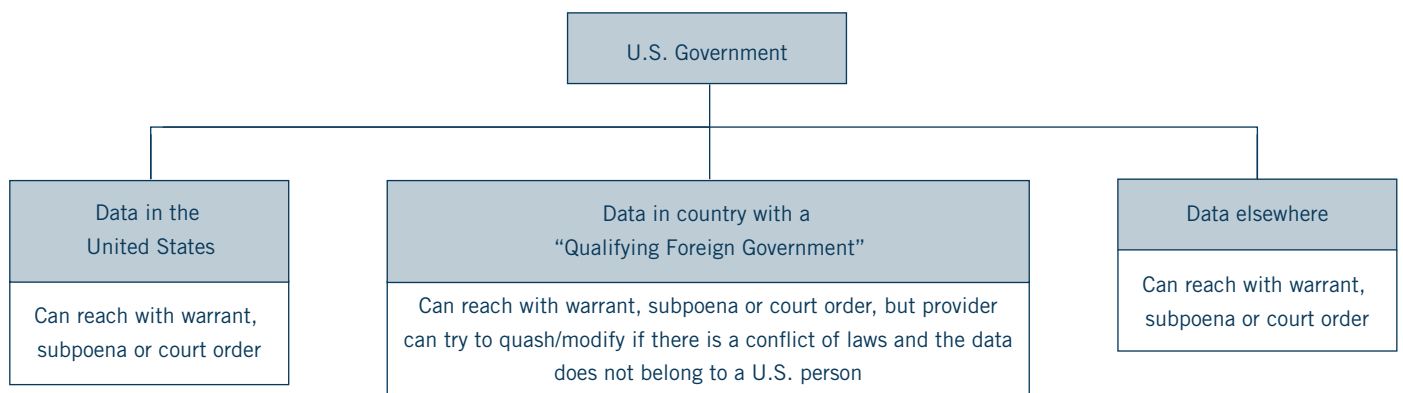 U.S. Government
Data in the
United States
Can reach with warrant,
subpoena or court order
Data in country with a
“Qualifying Foreign Government”
Can reach with warrant, subpoena or court order, but provider
can try to quash/modify if there is a conflict of laws and the data
does not belong to a U.S. person
Data elsewhere
Can reach with warrant,
subpoena or court order